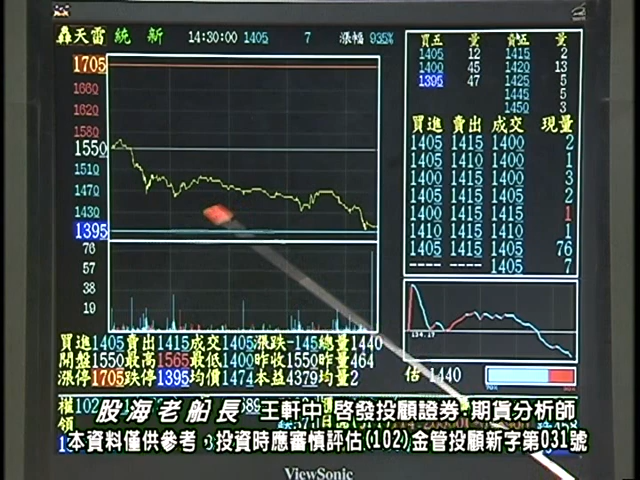 轟天雷 統 新 14:30:00 1405 7 漲幅 935%
買五 量 賣五 量
1405 12 1415 2
1400 45 1420 13
1395 47 1425 5
1445 5
1450 3
1705
1660
1620
1580
1550
1510
1470
1430
1395
76
57
38
19
買進 賣出 成交 現量
1405 1415 1400 2
1400 1410 1400 1
1400 1415 1400 3
1405 1415 1405 2
1400 1415 1415 1
1400 1410 1410 1
1405 1415 1405 76
---- ---- 1405 7
134.17
買進1405賣出1415成交1405漲跌-145總量1440
開盤1550最高1565最低1400昨收1550昨量464
漲停1705跌停1395均價1474本益4379均量2
估 1440
股海老船長 王軒中 啓發投顧證券.期貨分析師
本資料僅供參考,投資時應審慎評估(102)金管投顧新字第031號
ViewSonic